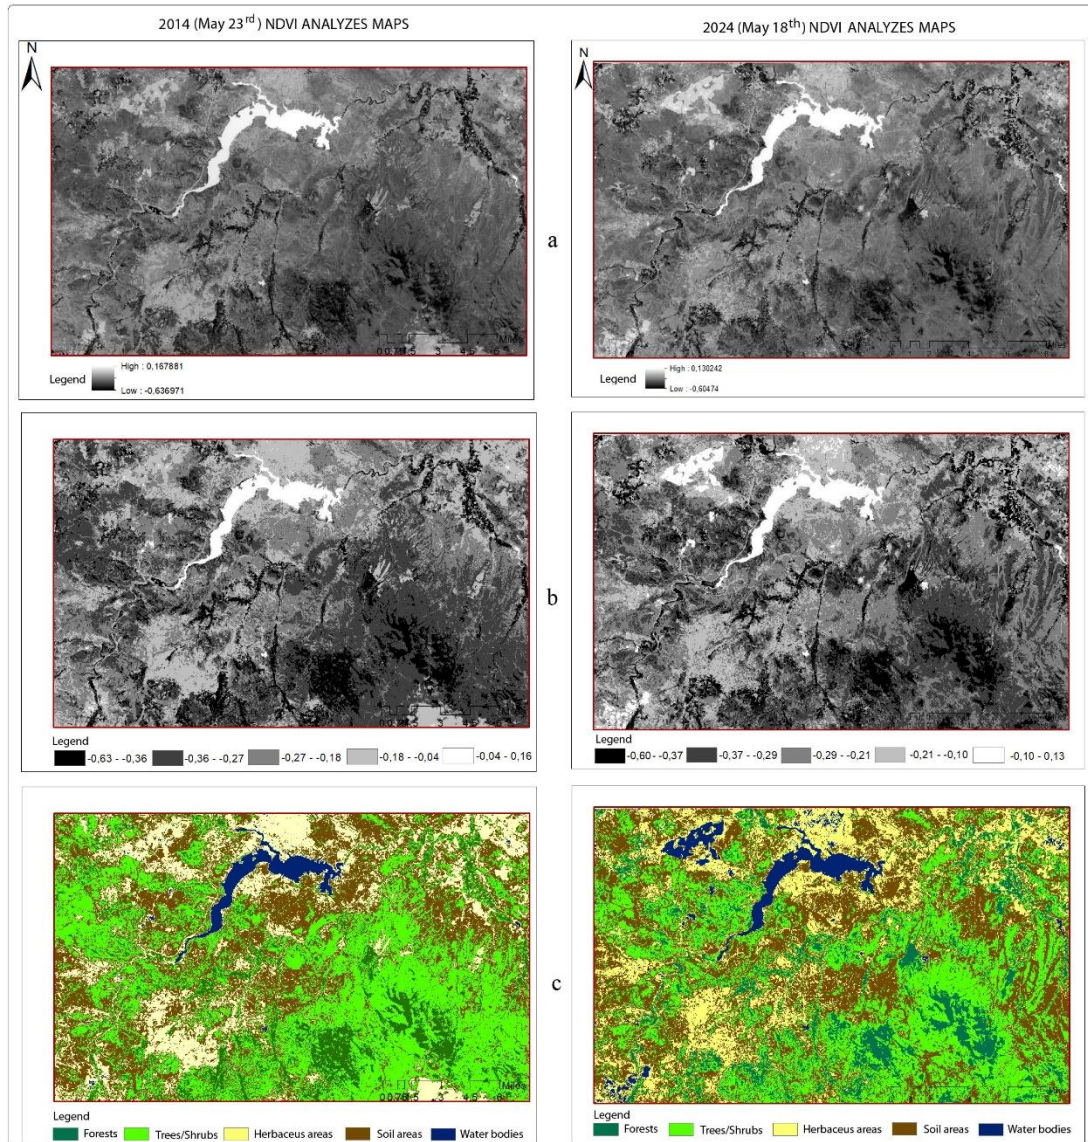 2014 (May 23rd) NDVI ANALYZES MAPS
2024 (May 18th) NDVI ANALYZES MAPS
N
N
a
Miles
Legend
High : 0,167881
Low : -0,636971
Legend
High : 0,130242
Low : -0,60474
b
Legend
-0,63 - -0,36
-0,36 - -0,27
-0,27 - -0,18
-0,18 - -0,04
-0,04 - 0,16
Legend
-0,60 - -0,37
-0,37 - -0,29
-0,29 - -0,21
-0,21 - -0,10
-0,10 - 0,13
c
Miles
Legend
Forests
Trees/Shrubs
Herbaceus areas
Soil areas
Water bodies
Legend
Forests
Trees/Shrubs
Herbaceus areas
Soil areas
Water bodies